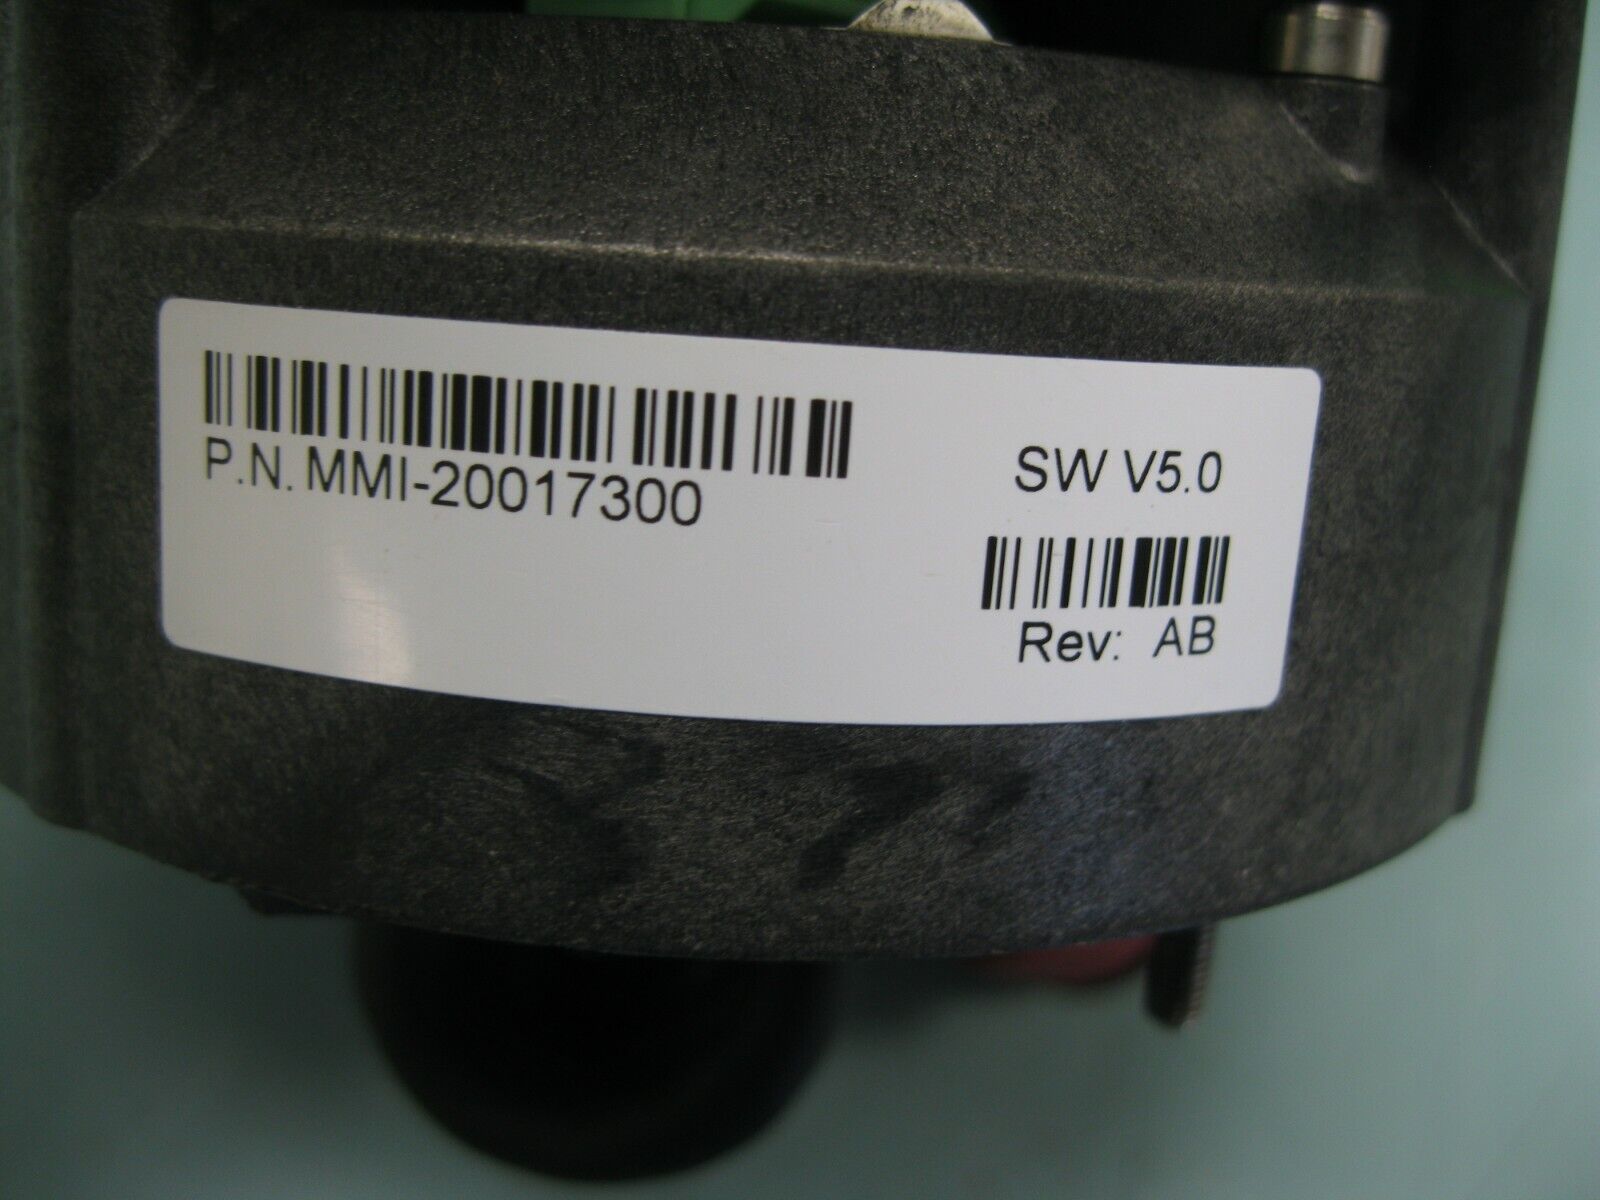 P.N. MMI-20017300
SW V5.0
Rev: AB